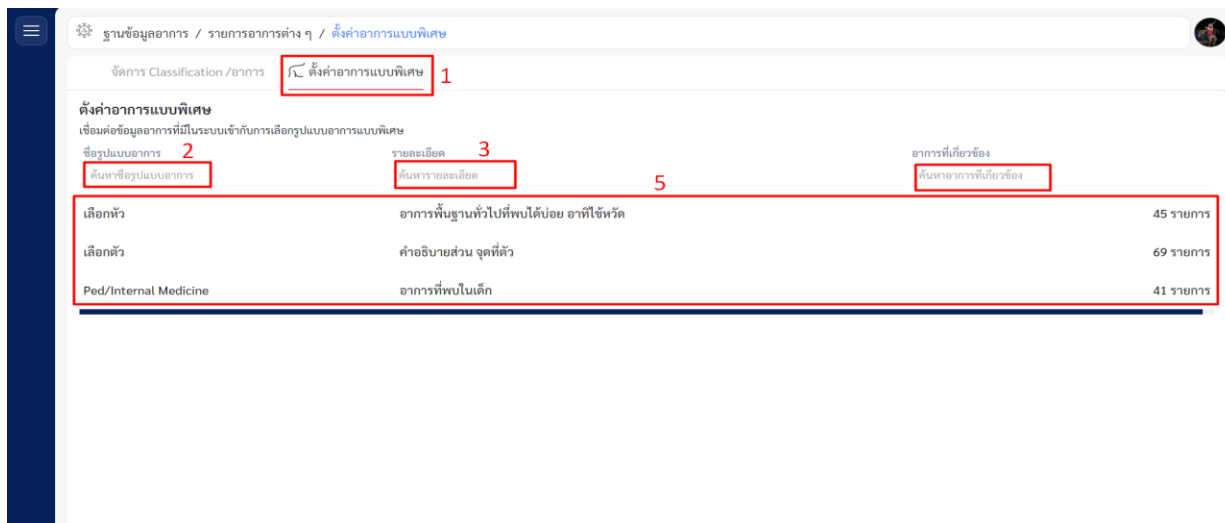 ฐานข้อมูลอาการ / รายการอาการต่าง ๆ / ตั้งค่าอาการแบบพิเศษ
จัดการ Classification /อาการ ตั้งค่าอาการแบบพิเศษ 1
ตั้งค่าอาการแบบพิเศษ
เชื่อมต่อข้อมูลอาการที่มีในระบบเข้ากับการเลือกรูปแบบอาการแบบพิเศษ
ชื่อรูปแบบอาการ 2 รายละเอียด 3 อาการที่เกี่ยวข้อง
ค้นหาชื่อรูปแบบอาการ ค้นหารายละเอียด 5 ค้นหาอาการที่เกี่ยวข้อง
เลือกหัว อาการพื้นฐานทั่วไปที่พบได้บ่อย อาทิไข้หวัด 45 รายการ
เลือกตัว คำอธิบายส่วน จุดที่ตัว 69 รายการ
Ped/Internal Medicine อาการที่พบในเด็ก 41 รายการ